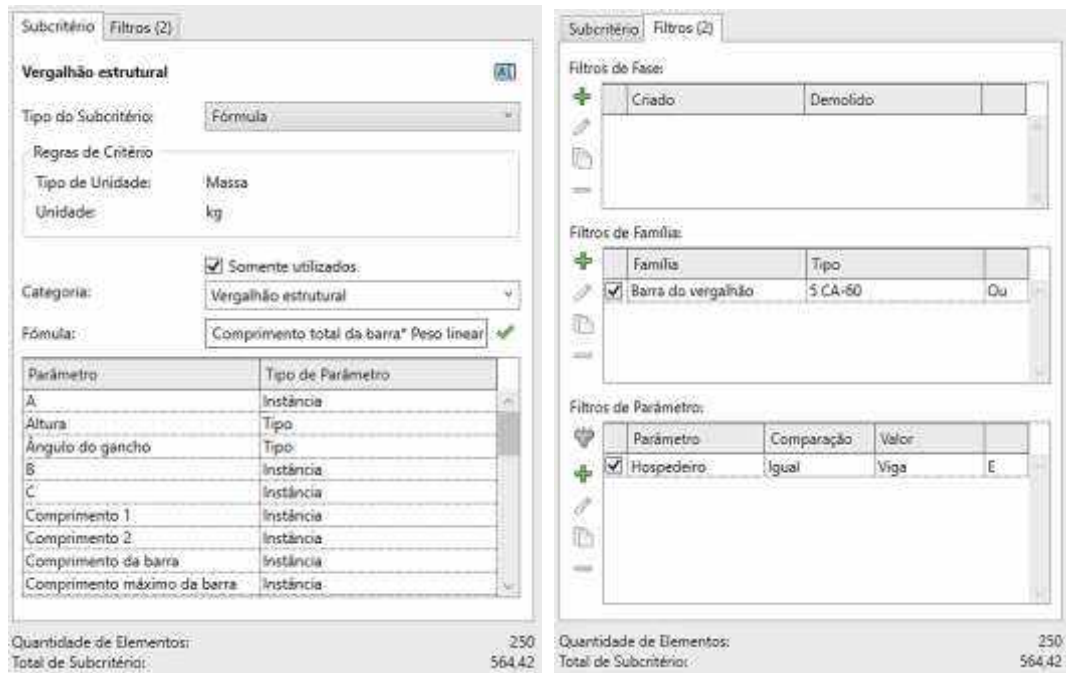 Subcritério Filtros (2)
Vergalhão estrutural
Tipo do Subcritério: Fórmula
Regras de Critério
Tipo de Unidade: Massa
Unidade: kg
Somente utilizados
Categoria: Vergalhão estrutural
Fómula: Comprimento total da barra* Peso linear
Parâmetro Tipo de Parâmetro
A Instância
Altura Tipo
Ângulo do gancho Tipo
B Instância
C Instância
Comprimento 1 Instância
Comprimento 2 Instância
Comprimento da barra Instância
Comprimento máximo da barra Instância
Quantidade de Elementos: 250
Total de Subcritério: 564,42
Subcritério Filtros (2)
Filtros de Fase:
Criado Demolido
Filtros de Família:
Família Tipo
Barra do vergalhão 5 CA-60 Ou
Filtros de Parâmetro:
Parâmetro Comparação Valor
Hospedeiro Igual Viga E
Quantidade de Elementos: 250
Total de Subcritério: 564,42